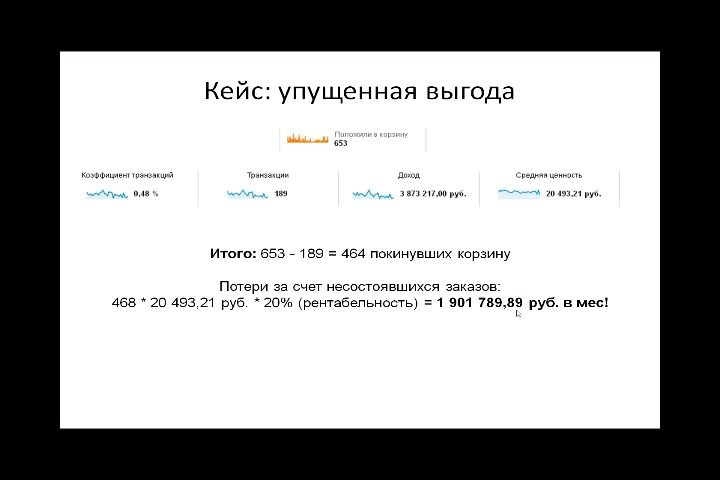 Кейс: упущенная выгода
Положили в корзину
653
Коэффициент транзакций
0,48 %
Транзакции
189
Доход
3 873 217,00 руб.
Средняя ценность
20 493,21 руб.
Итого: 653 - 189 = 464 покинувших корзину
Потери за счет несостоявшихся заказов:
468 * 20 493,21 руб. * 20% (рентабельность) = 1 901 789,89 руб. в мес!